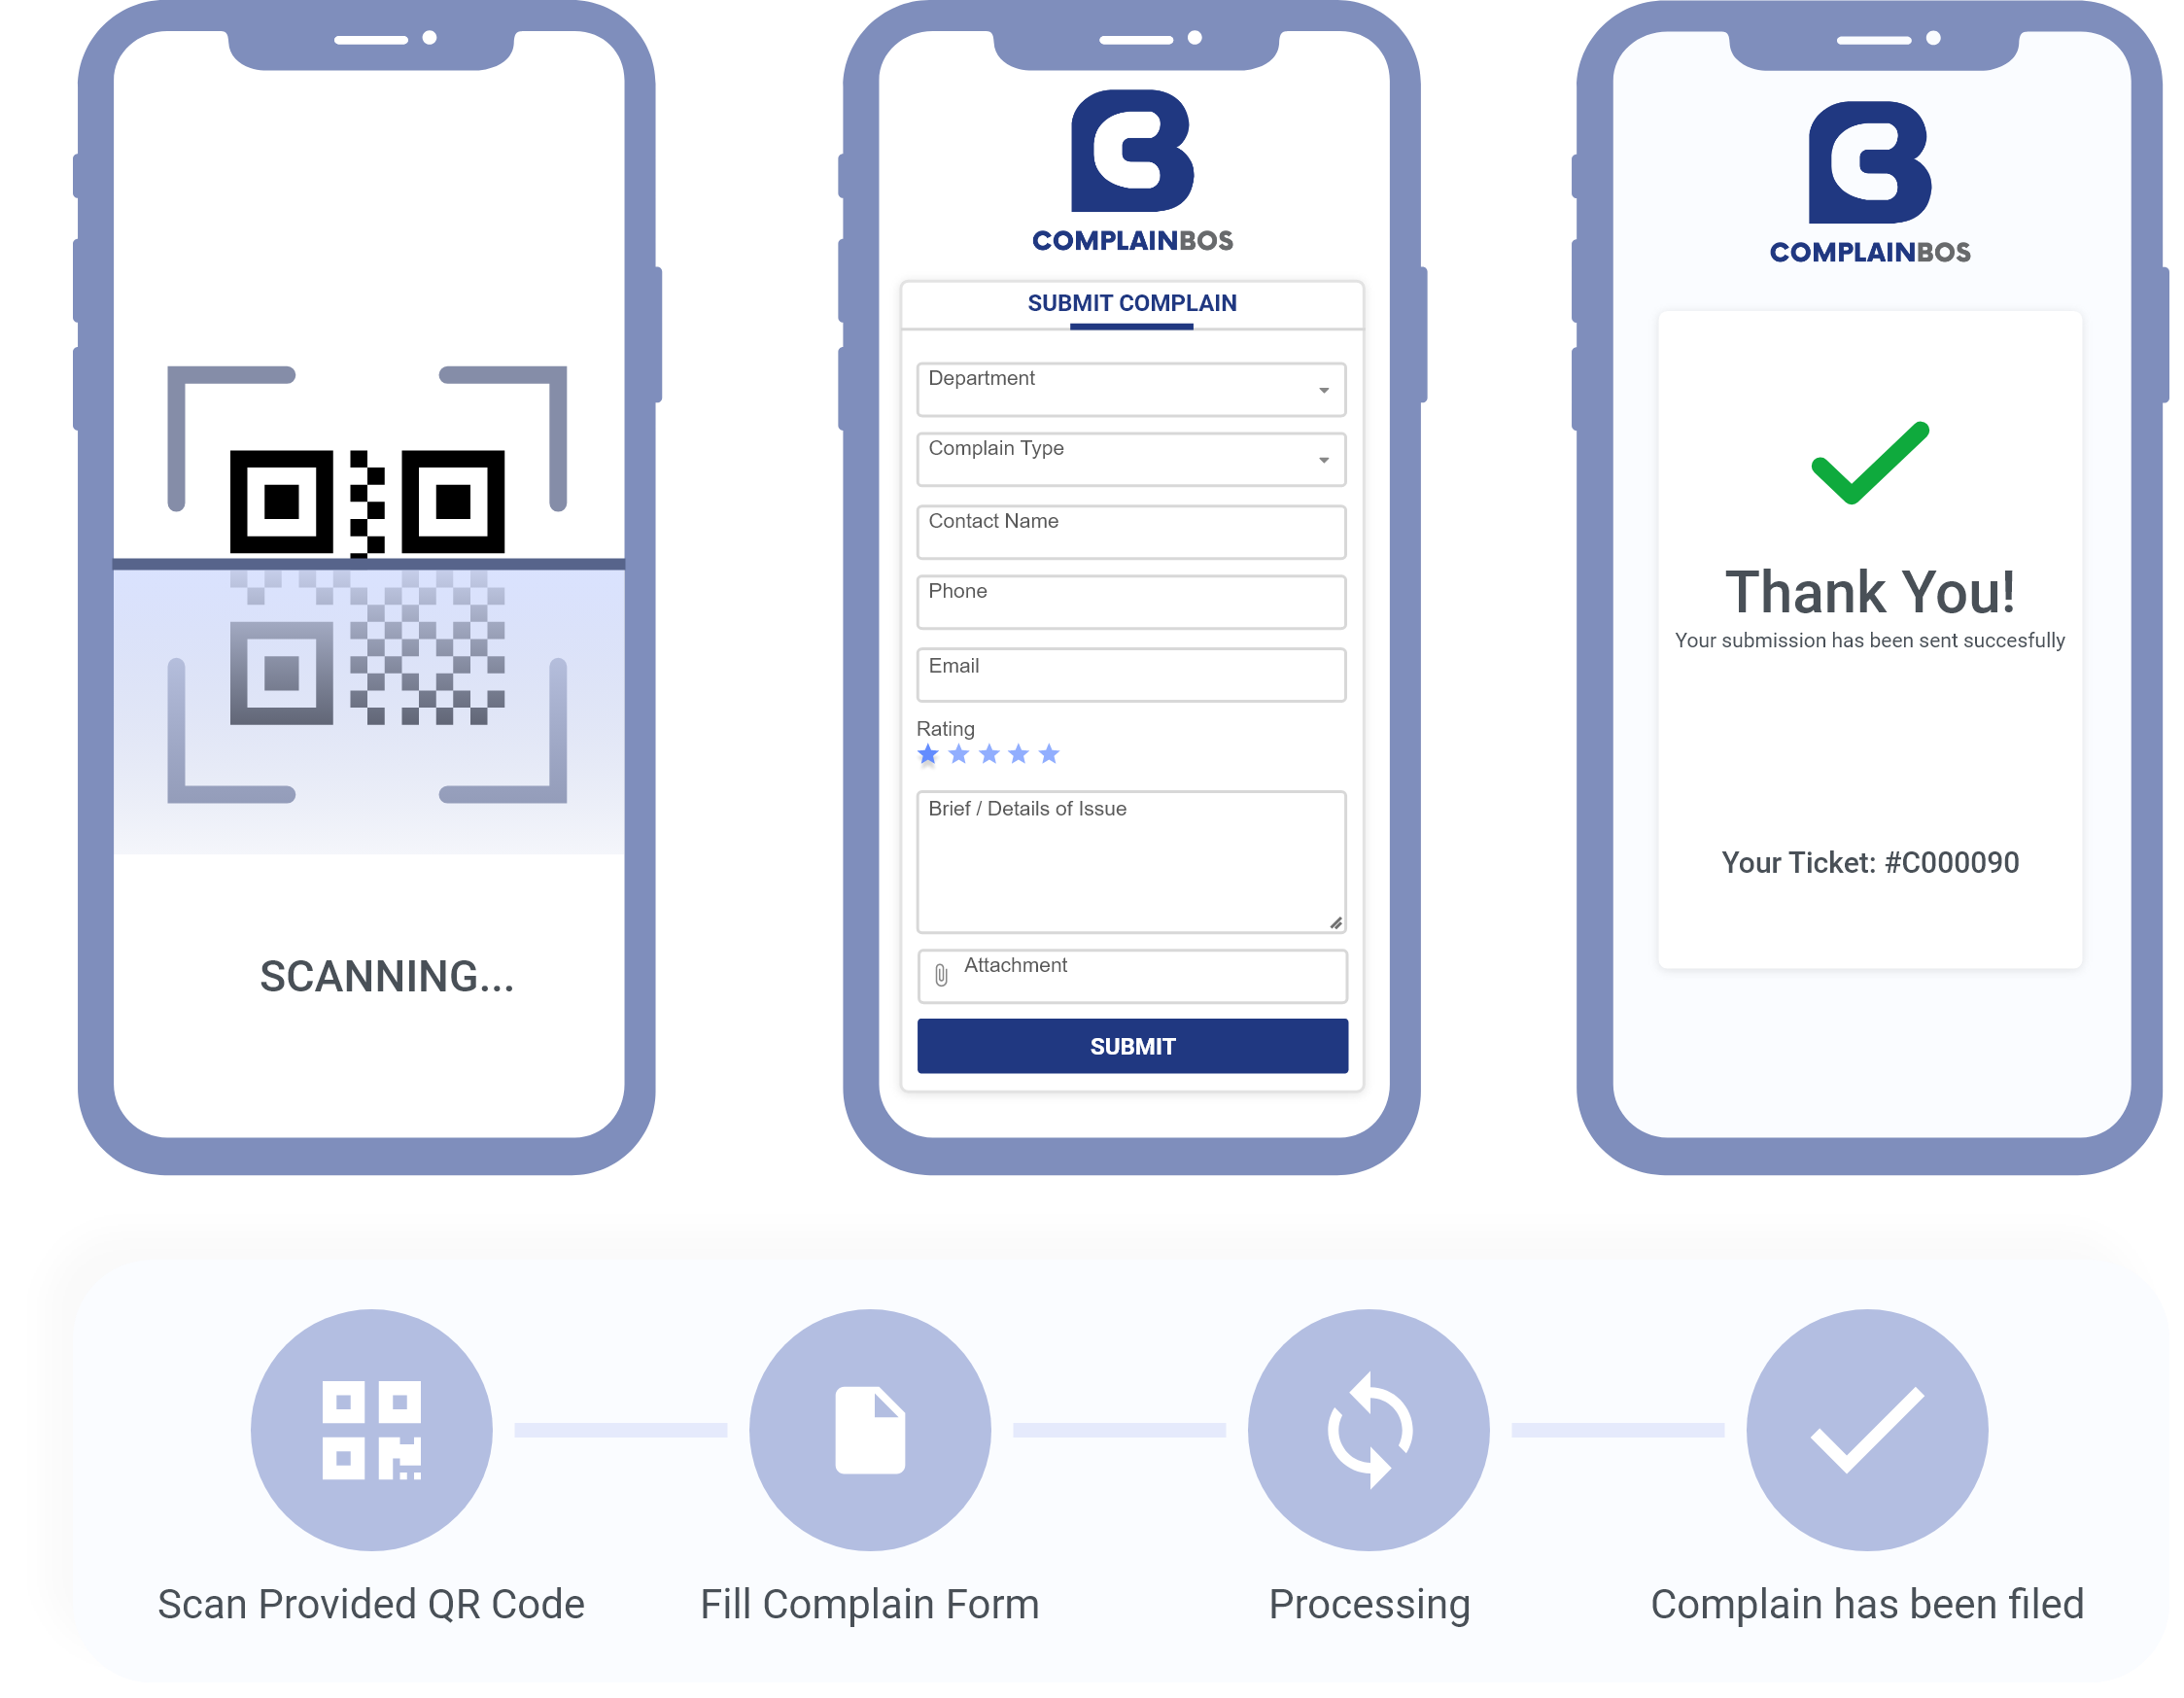 SCANNING...
COMPLAINBOS
SUBMIT COMPLAIN
Department
Complain Type
Contact Name
Phone
Email
Rating
Brief / Details of Issue
Attachment
SUBMIT
COMPLAINBOS
Thank You!
Your submission has been sent succesfully
Your Ticket: #C000090
Scan Provided QR Code
Fill Complain Form
Processing
Complain has been filed